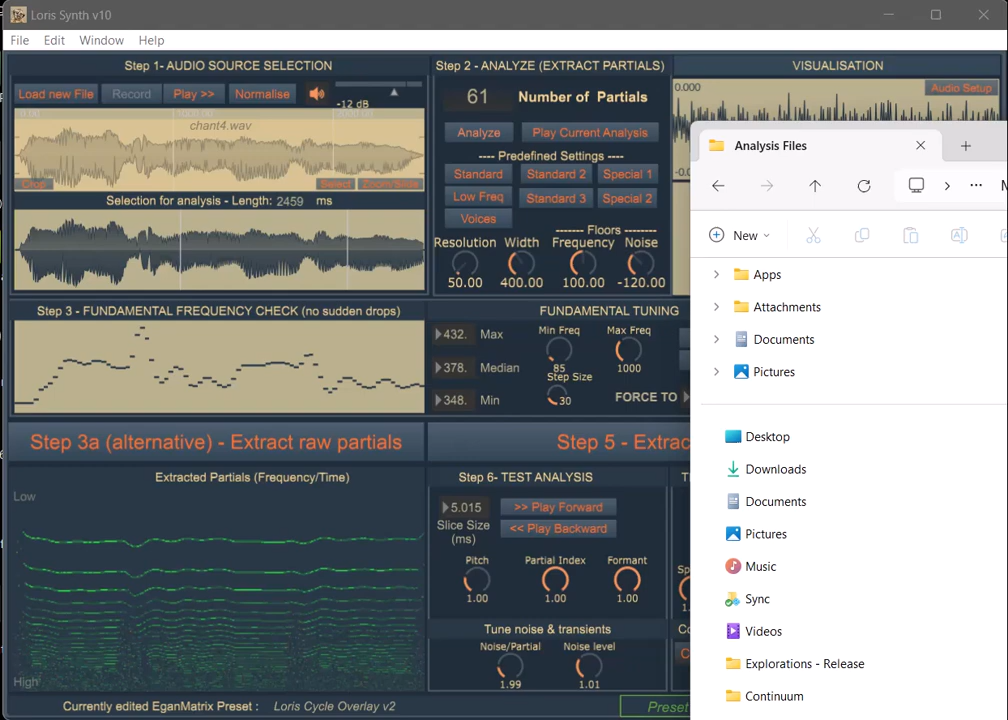 Loris Synth v10
File Edit Window Help
Step 1- AUDIO SOURCE SELECTION
Load new File Record Play >> Normalise -12 dB
chant4.wav
Crop Select Zoom Slide
Selection for analysis - Length: 2459 ms
Step 2 - ANALYZE (EXTRACT PARTIALS)
61 Number of Partials
Analyze Play Current Analysis
---- Predefined Settings ----
Standard Standard 2 Special 1
Low Freq Standard 3 Special 2
Voices
------- Floors -------
Resolution Width Frequency Noise
50.00 400.00 100.00 -120.00
VISUALISATION
0.000 Audio Setup
Step 3 - FUNDAMENTAL FREQUENCY CHECK (no sudden drops)
FUNDAMENTAL TUNING
432. Max
378. Median
348. Min
Min Freq Max Freq
85 1000
Step Size
30
FORCE TO
Step 3a (alternative) - Extract raw partials
Step 5 - Extrac
Extracted Partials (Frequency/Time)
Low
High
Step 6- TEST ANALYSIS
5.015
Slice Size
(ms)
>> Play Forward
<< Play Backward
Pitch Partial Index Formant
1.00 1.00 1.00
Tune noise & transients
Noise/Partial Noise level
1.99 1.01
Currently edited EganMatrix Preset : Loris Cycle Overlay v2
Preset
Analysis Files
New
Apps
Attachments
Documents
Pictures
Desktop
Downloads
Documents
Pictures
Music
Sync
Videos
Explorations - Release
Continuum